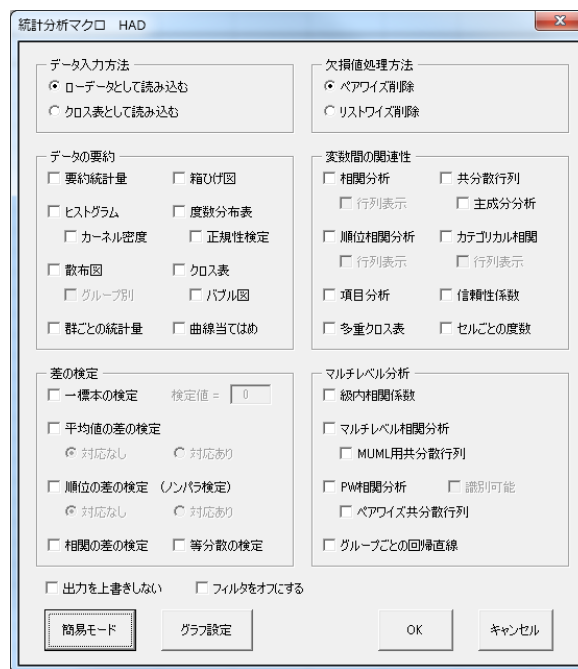 統計分析マクロ HAD
データ入力方法
ローデータとして読み込む
クロス表として読み込む
欠損値処理方法
ペアワイズ削除
リストワイズ削除
データの要約
要約統計量 箱ひげ図
ヒストグラム 度数分布表
カーネル密度 正規性検定
散布図 クロス表
グループ別 バブル図
群ごとの統計量 曲線当てはめ
変数間の関連性
相関分析 共分散行列
行列表示 主成分分析
順位相関分析 カテゴリカル相関
行列表示 行列表示
項目分析 信頼性係数
多重クロス表 セルごとの度数
差の検定
一標本の検定 検定値 = 0
平均値の差の検定
対応なし 対応あり
順位の差の検定 (ノンパラ検定)
対応なし 対応あり
相関の差の検定 等分散の検定
マルチレベル分析
級内相関係数
マルチレベル相関分析
MUML用共分散行列
PW相関分析 識別可能
ペアワイズ共分散行列
グループごとの回帰直線
出力を上書きしない フィルタをオフにする
簡易モード グラフ設定 OK キャンセル